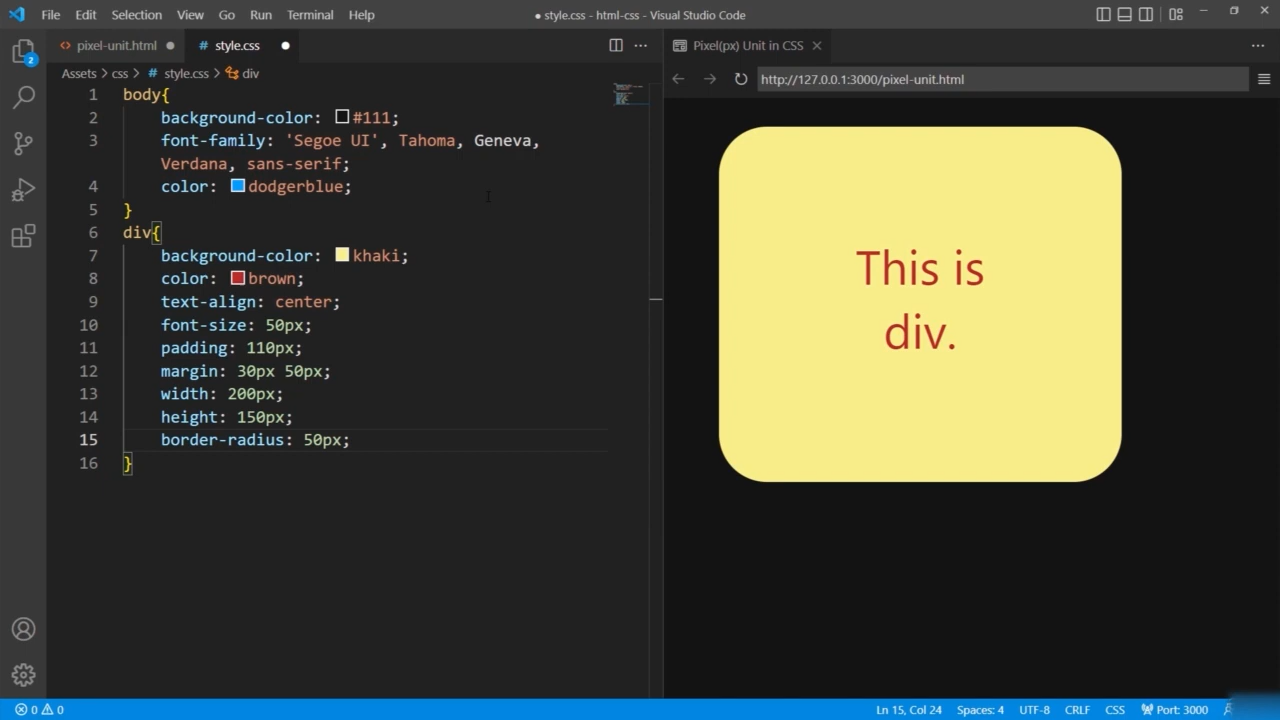 File Edit Selection View Go Run Terminal Help
● style.css - html-css - Visual Studio Code
pixel-unit.html
# style.css
Pixel(px) Unit in CSS
Assets > css > # style.css > div
http://127.0.0.1:3000/pixel-unit.html
2
1 body{
2 background-color: #111;
3 font-family: 'Segoe UI', Tahoma, Geneva,
Verdana, sans-serif;
4 color: dodgerblue;
5 }
6 div{
7 background-color: khaki;
8 color: brown;
9 text-align: center;
10 font-size: 50px;
11 padding: 110px;
12 margin: 30px 50px;
13 width: 200px;
14 height: 150px;
15 border-radius: 50px;
16 }
This is
div.
0 0
Ln 15, Col 24 Spaces: 4 UTF-8 CRLF CSS Port: 3000